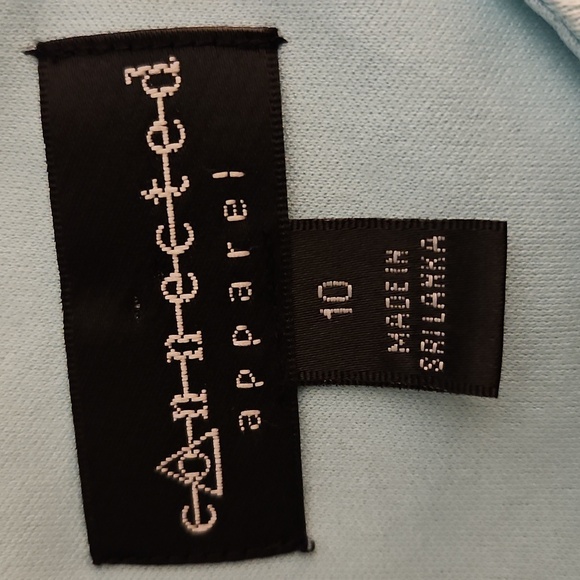 connected
apparel
10
MADE IN
SRI LANKA